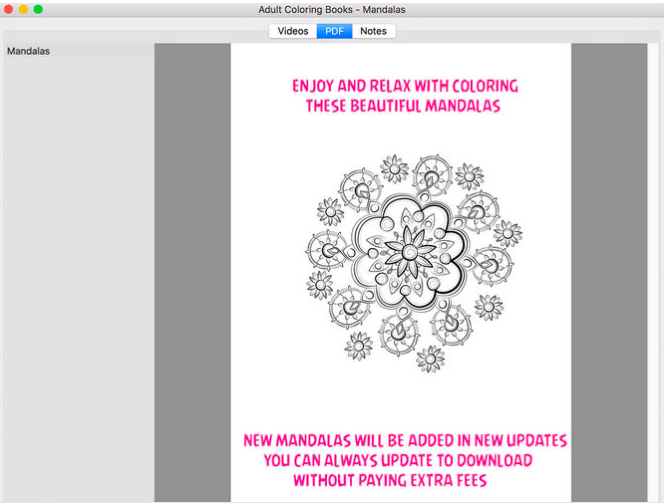 Adult Coloring Books - Mandalas
Videos PDF Notes
Mandalas
ENJOY AND RELAX WITH COLORING
THESE BEAUTIFUL MANDALAS
NEW MANDALAS WILL BE ADDED IN NEW UPDATES
YOU CAN ALWAYS UPDATE TO DOWNLOAD
WITHOUT PAYING EXTRA FEES